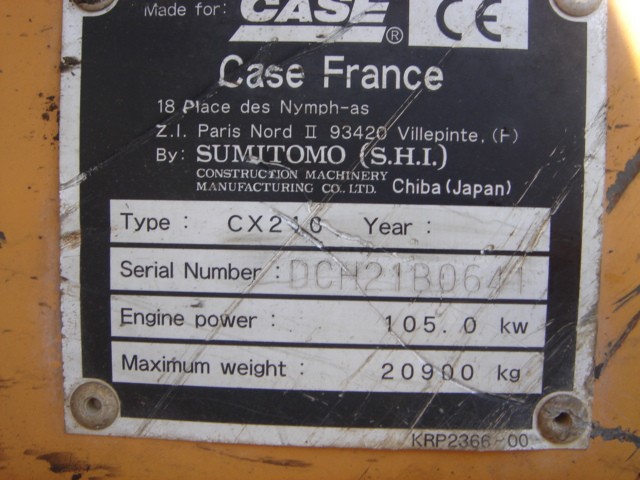 Made for: CASE ® CE
Case France
18 Place des Nymph-as
Z.I. Paris Nord II 93420 Villepinte, (F)
By: SUMITOMO (S.H.I.)
CONSTRUCTION MACHINERY
MANUFACTURING CO., LTD. Chiba (Japan)
Type : CX210 Year :
Serial Number : DCH21B0641
Engine power : 105.0 kw
Maximum weight : 20900 kg
KRP2366-00